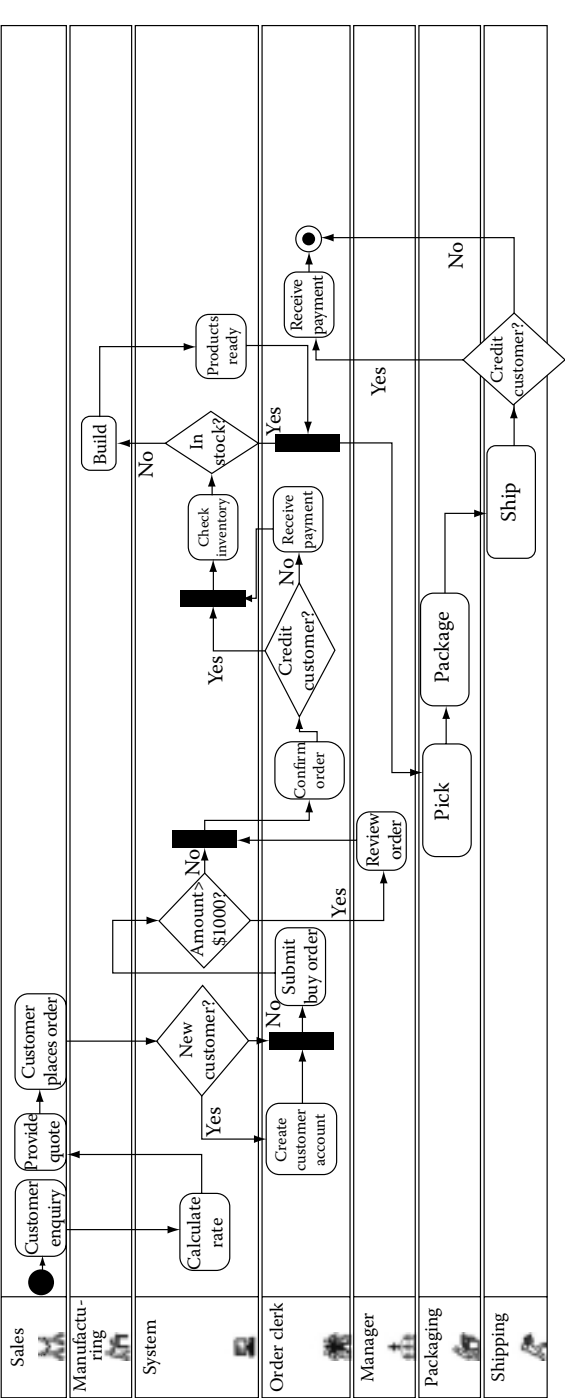 Sales
Manufactu-
ring
System
Order clerk
Manager
Packaging
Shipping
Customer
enquiry
Provide
quote
Customer
places order
Calculate
rate
New
customer?
Yes
No
Create
customer
account
Submit
buy order
Amount>
$1000?
No
Yes
Review
order
Confirm
order
Credit
customer?
Yes
No
Receive
payment
Check
inventory
In
stock?
No
Yes
Build
Products
ready
Pick
Package
Ship
Credit
customer?
Yes
No
Receive
payment